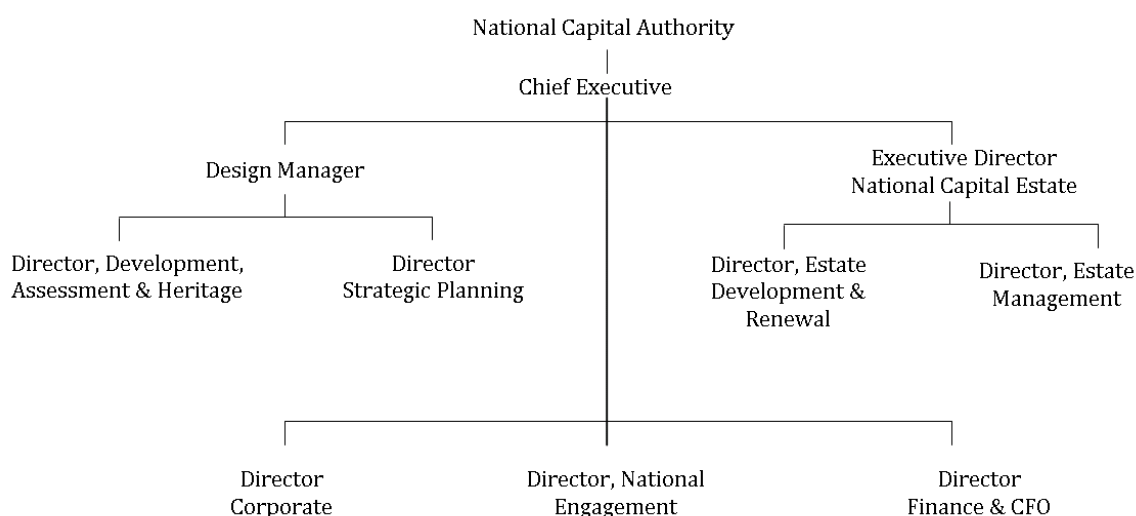 National Capital Authority
Chief Executive
Design Manager
Executive Director
National Capital Estate
Director, Development,
Assessment & Heritage
Director
Strategic Planning
Director, Estate
Development &
Renewal
Director, Estate
Management
Director
Corporate
Director, National
Engagement
Director
Finance & CFO